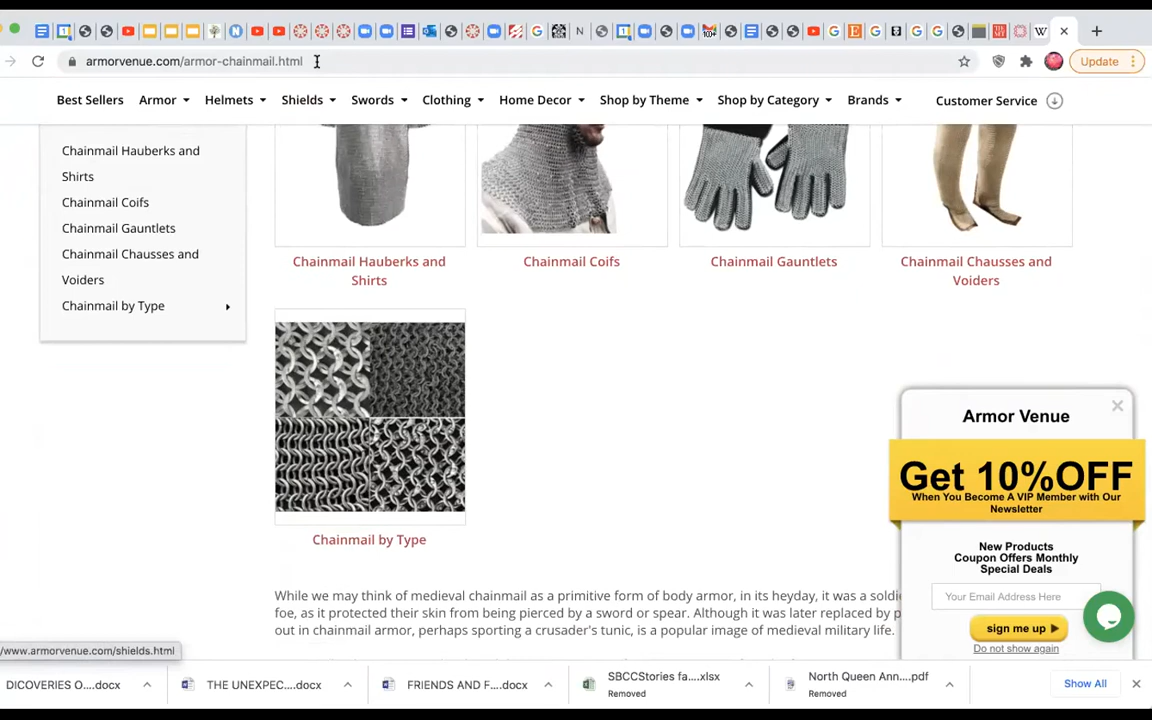 armorvenue.com/armor-chainmail.html
Update
Best Sellers Armor Helmets Shields Swords Clothing Home Decor Shop by Theme Shop by Category Brands Customer Service
Chainmail Hauberks and
Shirts
Chainmail Coifs
Chainmail Gauntlets
Chainmail Chausses and
Voiders
Chainmail by Type
Chainmail Hauberks and
Shirts
Chainmail Coifs
Chainmail Gauntlets
Chainmail Chausses and
Voiders
Chainmail by Type
While we may think of medieval chainmail as a primitive form of body armor, in its heyday, it was a soldi
foe, as it protected their skin from being pierced by a sword or spear. Although it was later replaced by p
out in chainmail armor, perhaps sporting a crusader's tunic, is a popular image of medieval military life.
Armor Venue
Get 10%OFF
When You Become A VIP Member with Our
Newsletter
New Products
Coupon Offers Monthly
Special Deals
Your Email Address Here
sign me up
Do not show again
/www.armorvenue.com/shields.html
DICOVERIES O....docx
THE UNEXPEC....docx
FRIENDS AND F....docx
SBCCStories fa....xlsx
Removed
North Queen Ann....pdf
Removed
Show All